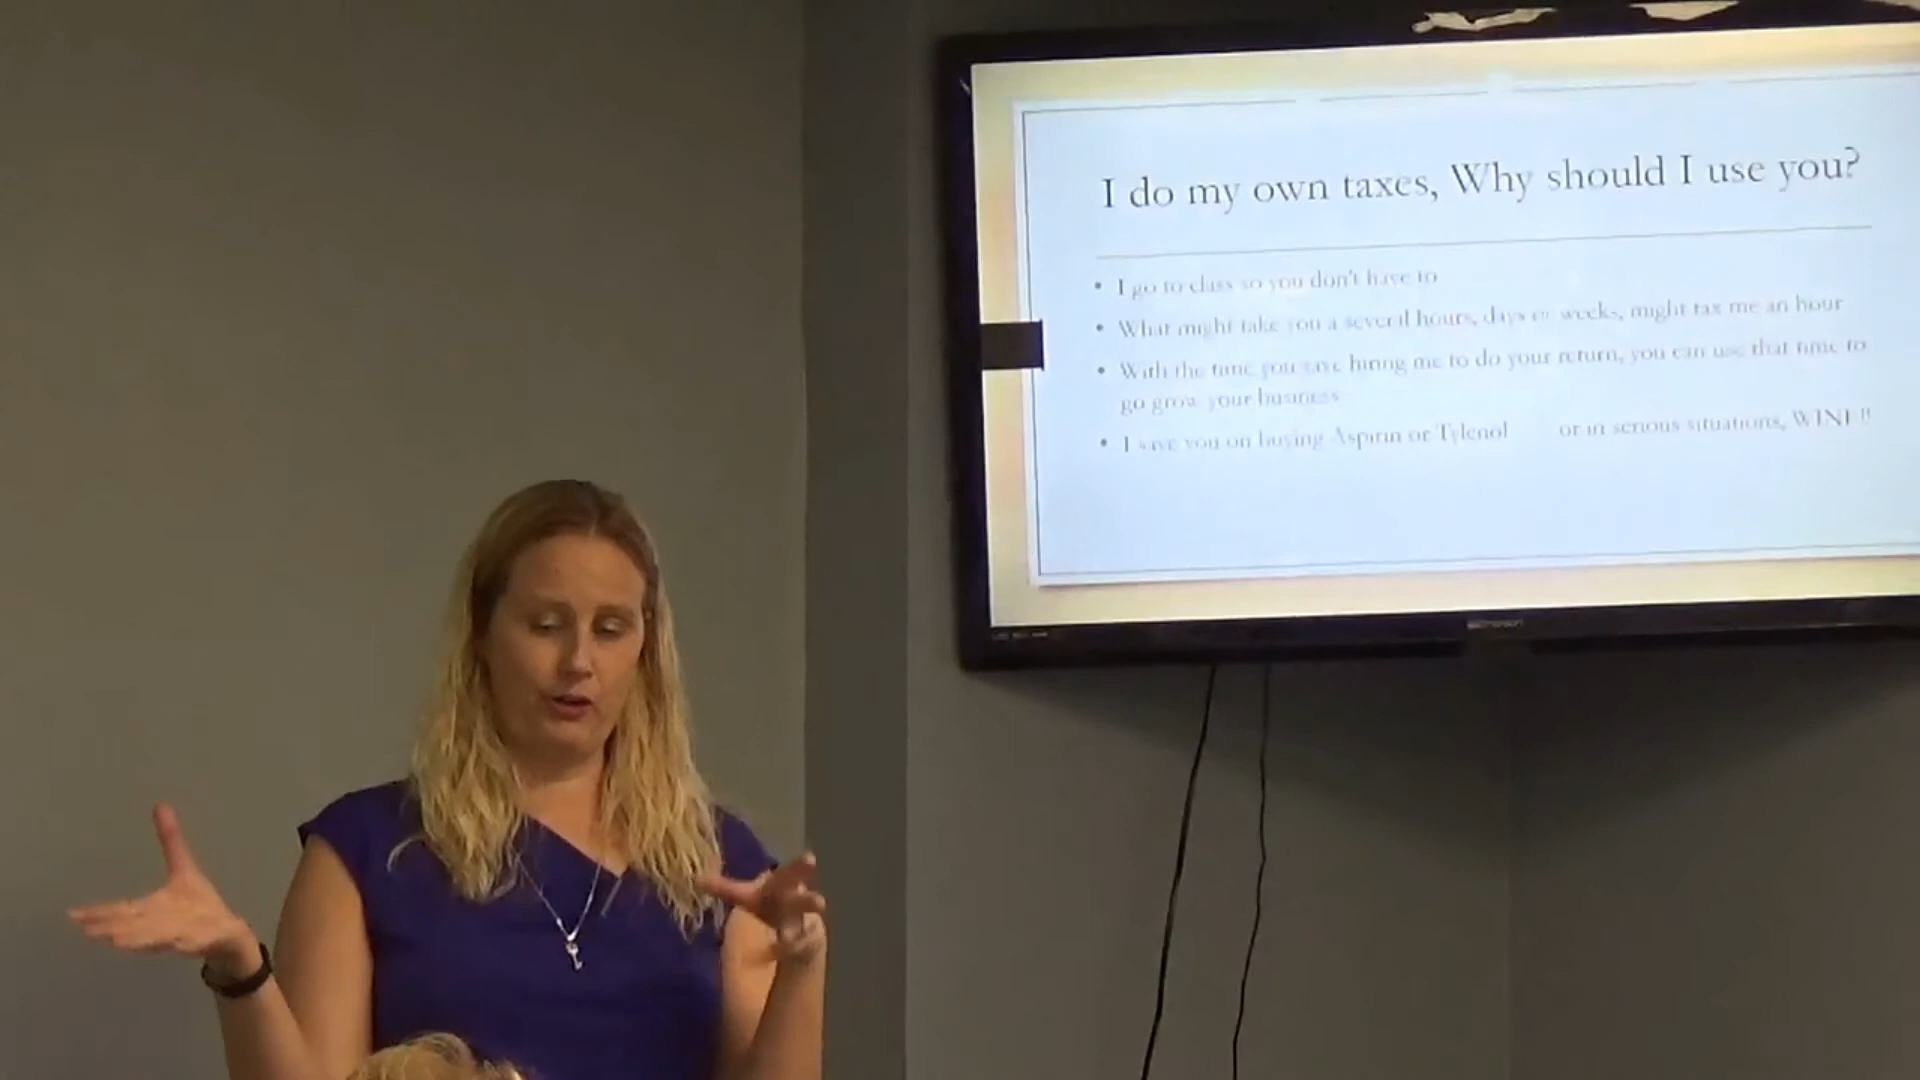 I do my own taxes, Why should I use you?
• I go to class so you don't have to
• What might take you a several hours, days or weeks, might tax me an hour
• With the time you save hiring me to do your return, you can use that time to
go grow your business
• I save you on buying Aspirin or Tylenol or in serious situations, WINE!!